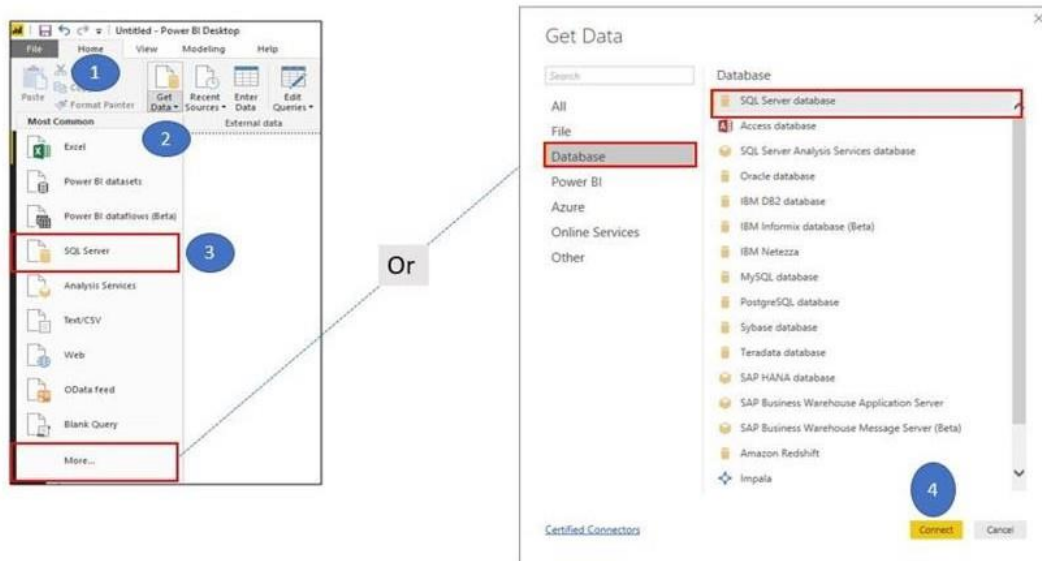 Untitled - Power BI Desktop
File Home View Modeling Help
1
Paste
Format Painter
Get Data
Recent Sources
Enter Data
Edit Queries
External data
2
Most Common
Excel
Power BI datasets
Power BI dataflows (Beta)
SQL Server
3
Analysis Services
Text/CSV
Web
OData feed
Blank Query
More...
Or
Get Data
Search
All
File
Database
Power BI
Azure
Online Services
Other
Database
SQL Server database
Access database
SQL Server Analysis Services database
Oracle database
IBM DB2 database
IBM Informix database (Beta)
IBM Netezza
MySQL database
PostgreSQL database
Sybase database
Teradata database
SAP HANA database
SAP Business Warehouse Application Server
SAP Business Warehouse Message Server (Beta)
Amazon Redshift
Impala
4
Certified Connectors
Connect
Cancel